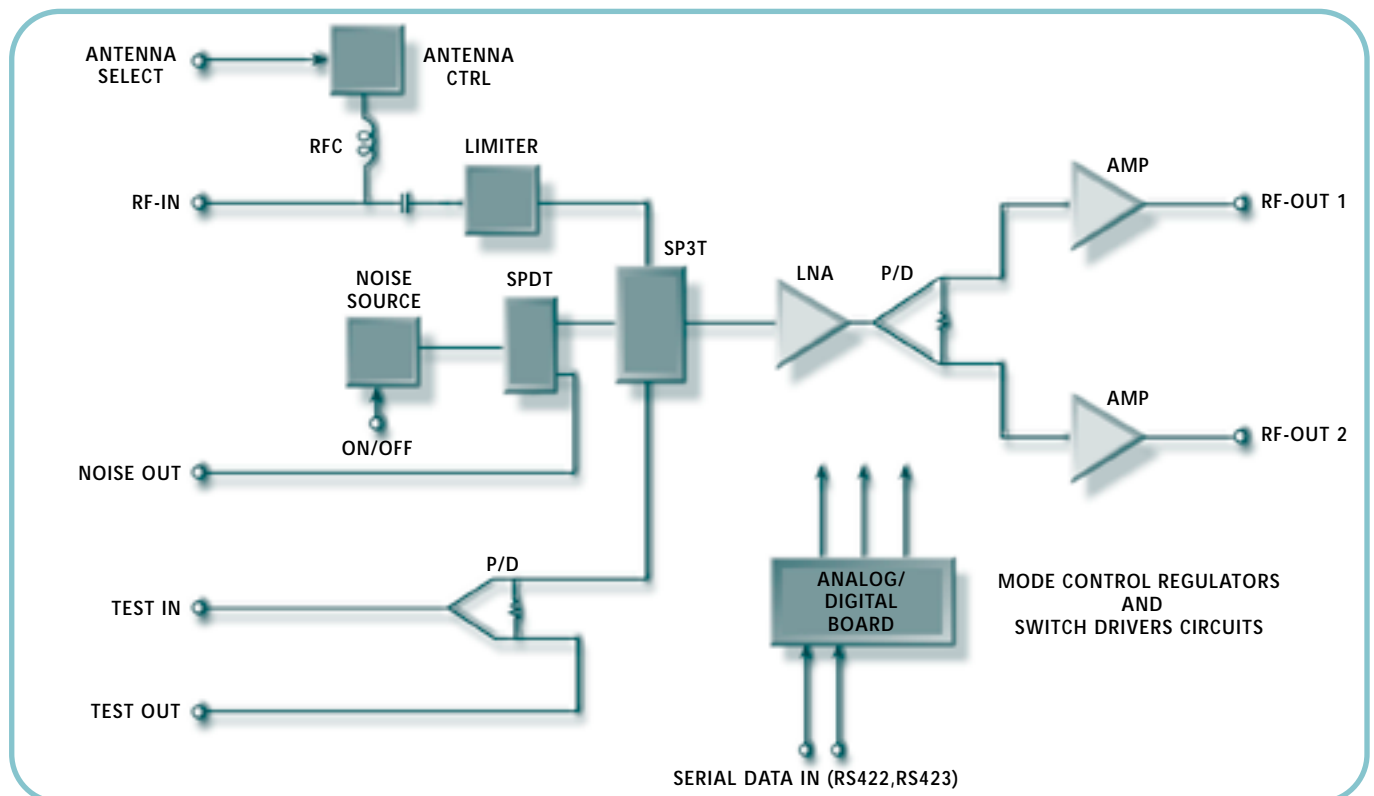 ANTENNA
SELECT
ANTENNA
CTRL
RFC
LIMITER
RF-IN
SP3T
NOISE
SOURCE
SPDT
ON/OFF
NOISE OUT
LNA
P/D
AMP
RF-OUT 1
AMP
RF-OUT 2
P/D
TEST IN
TEST OUT
ANALOG/
DIGITAL
BOARD
MODE CONTROL REGULATORS
AND
SWITCH DRIVERS CIRCUITS
SERIAL DATA IN (RS422,RS423)